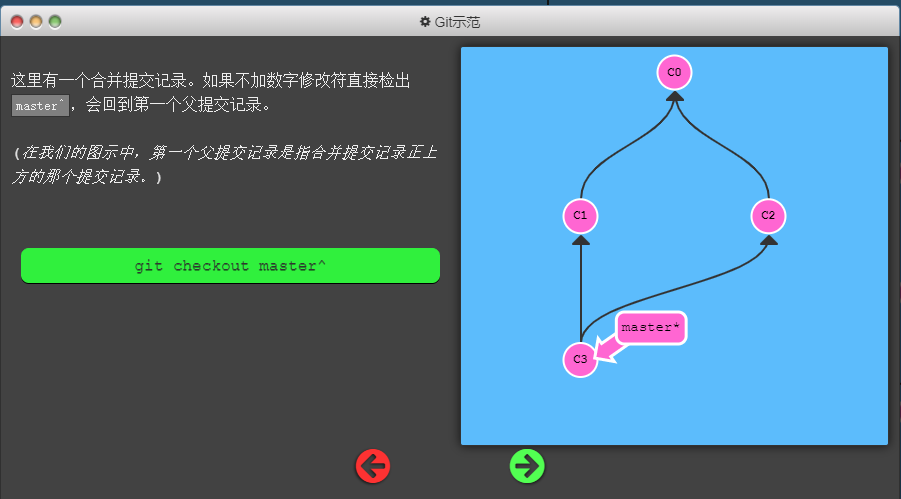 Git示范
这里有一个合并提交记录。如果不加数字修改符直接检出
master^，会回到第一个父提交记录。
(在我们的图示中，第一个父提交记录是指合并提交记录正上
方的那个提交记录。)
git checkout master^
C0
C1
C2
master*
C3